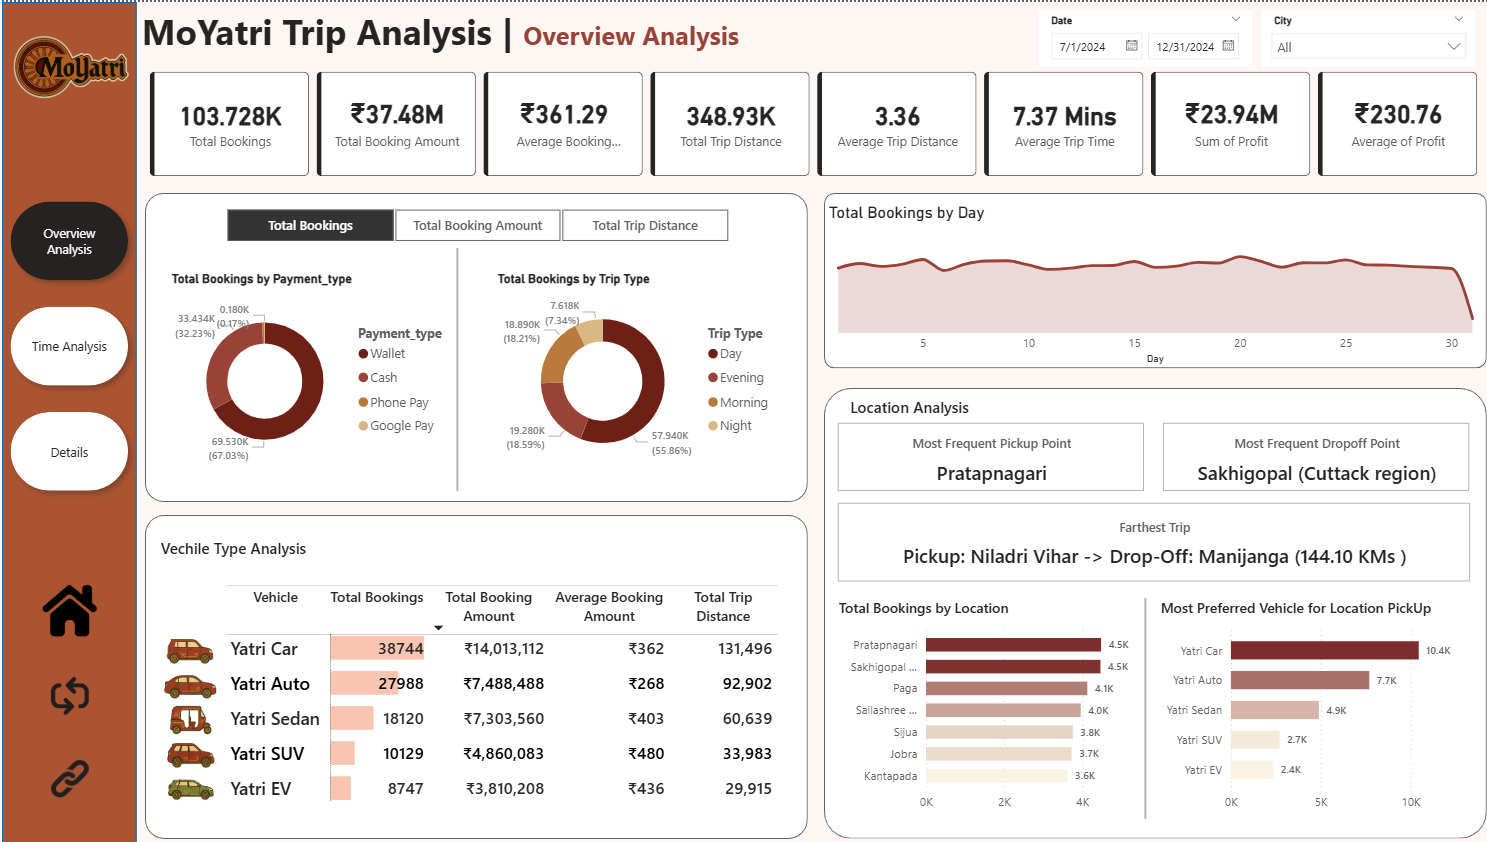 MoYatri
MoYatri Trip Analysis | Overview Analysis
Date
7/1/2024
12/31/2024
City
All
103.728K
Total Bookings
₹37.48M
Total Booking Amount
₹361.29
Average Booking...
348.93K
Total Trip Distance
3.36
Average Trip Distance
7.37 Mins
Average Trip Time
₹23.94M
Sum of Profit
₹230.76
Average of Profit
Overview
Analysis
Time Analysis
Details
Total Bookings
Total Booking Amount
Total Trip Distance
Total Bookings by Payment_type
0.180K
(0.17%)
33.434K
(32.23%)
69.530K
(67.03%)
Payment_type
Wallet
Cash
Phone Pay
Google Pay
Total Bookings by Trip Type
7.618K
(7.34%)
18.890K
(18.21%)
19.280K
(18.59%)
57.940K
(55.86%)
Trip Type
Day
Evening
Morning
Night
Total Bookings by Day
5 10 15 20 25 30
Day
Vechile Type Analysis
Vehicle Total Bookings Total Booking Amount Average Booking Amount Total Trip Distance
Yatri Car 38744 ₹14,013,112 ₹362 131,496
Yatri Auto 27988 ₹7,488,488 ₹268 92,902
Yatri Sedan 18120 ₹7,303,560 ₹403 60,639
Yatri SUV 10129 ₹4,860,083 ₹480 33,983
Yatri EV 8747 ₹3,810,208 ₹436 29,915
Location Analysis
Most Frequent Pickup Point
Pratapnagari
Most Frequent Dropoff Point
Sakhigopal (Cuttack region)
Farthest Trip
Pickup: Niladri Vihar -> Drop-Off: Manijanga (144.10 KMs )
Total Bookings by Location
Pratapnagari 4.5K
Sakhigopal ... 4.5K
Paga 4.1K
Sailashree ... 4.0K
Sijua 3.8K
Jobra 3.7K
Kantapada 3.6K
0K 2K 4K
Most Preferred Vehicle for Location PickUp
Yatri Car 10.4K
Yatri Auto 7.7K
Yatri Sedan 4.9K
Yatri SUV 2.7K
Yatri EV 2.4K
0K 5K 10K